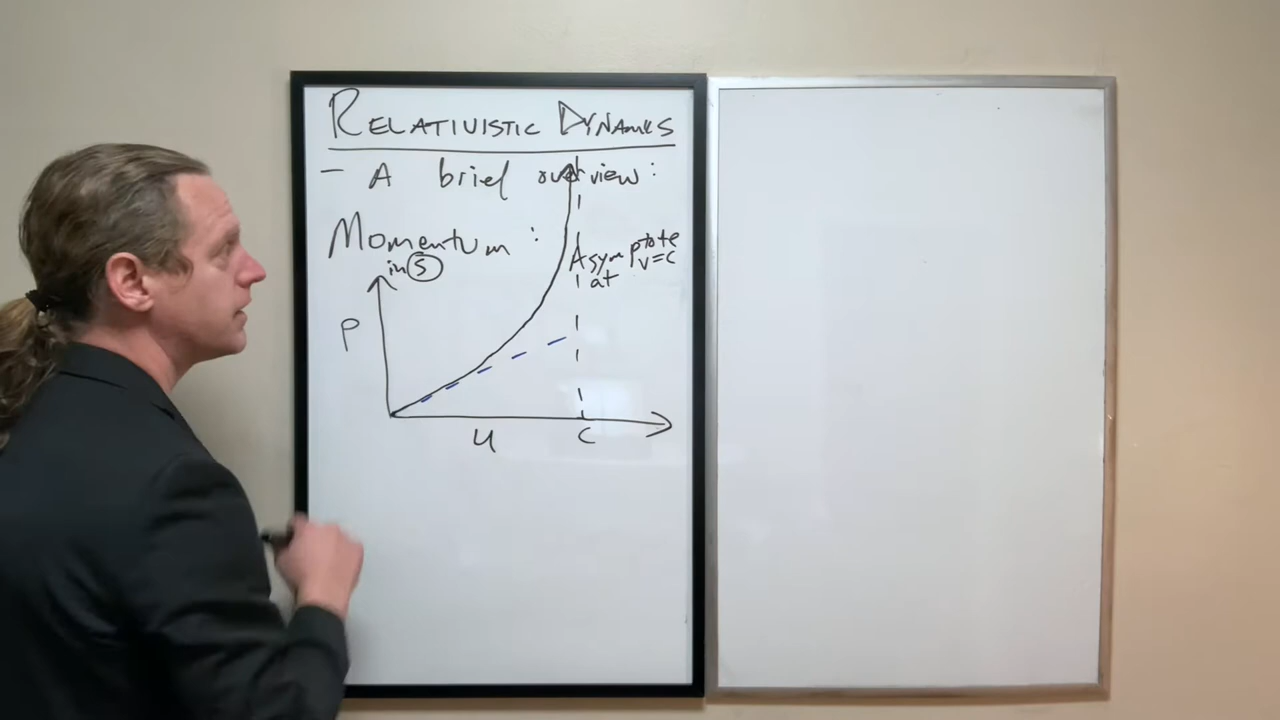 RELATIVISTIC DYNAMICS
- A brief overview:
Momentum:
in S
Asymptote
at v=c
P
u
c